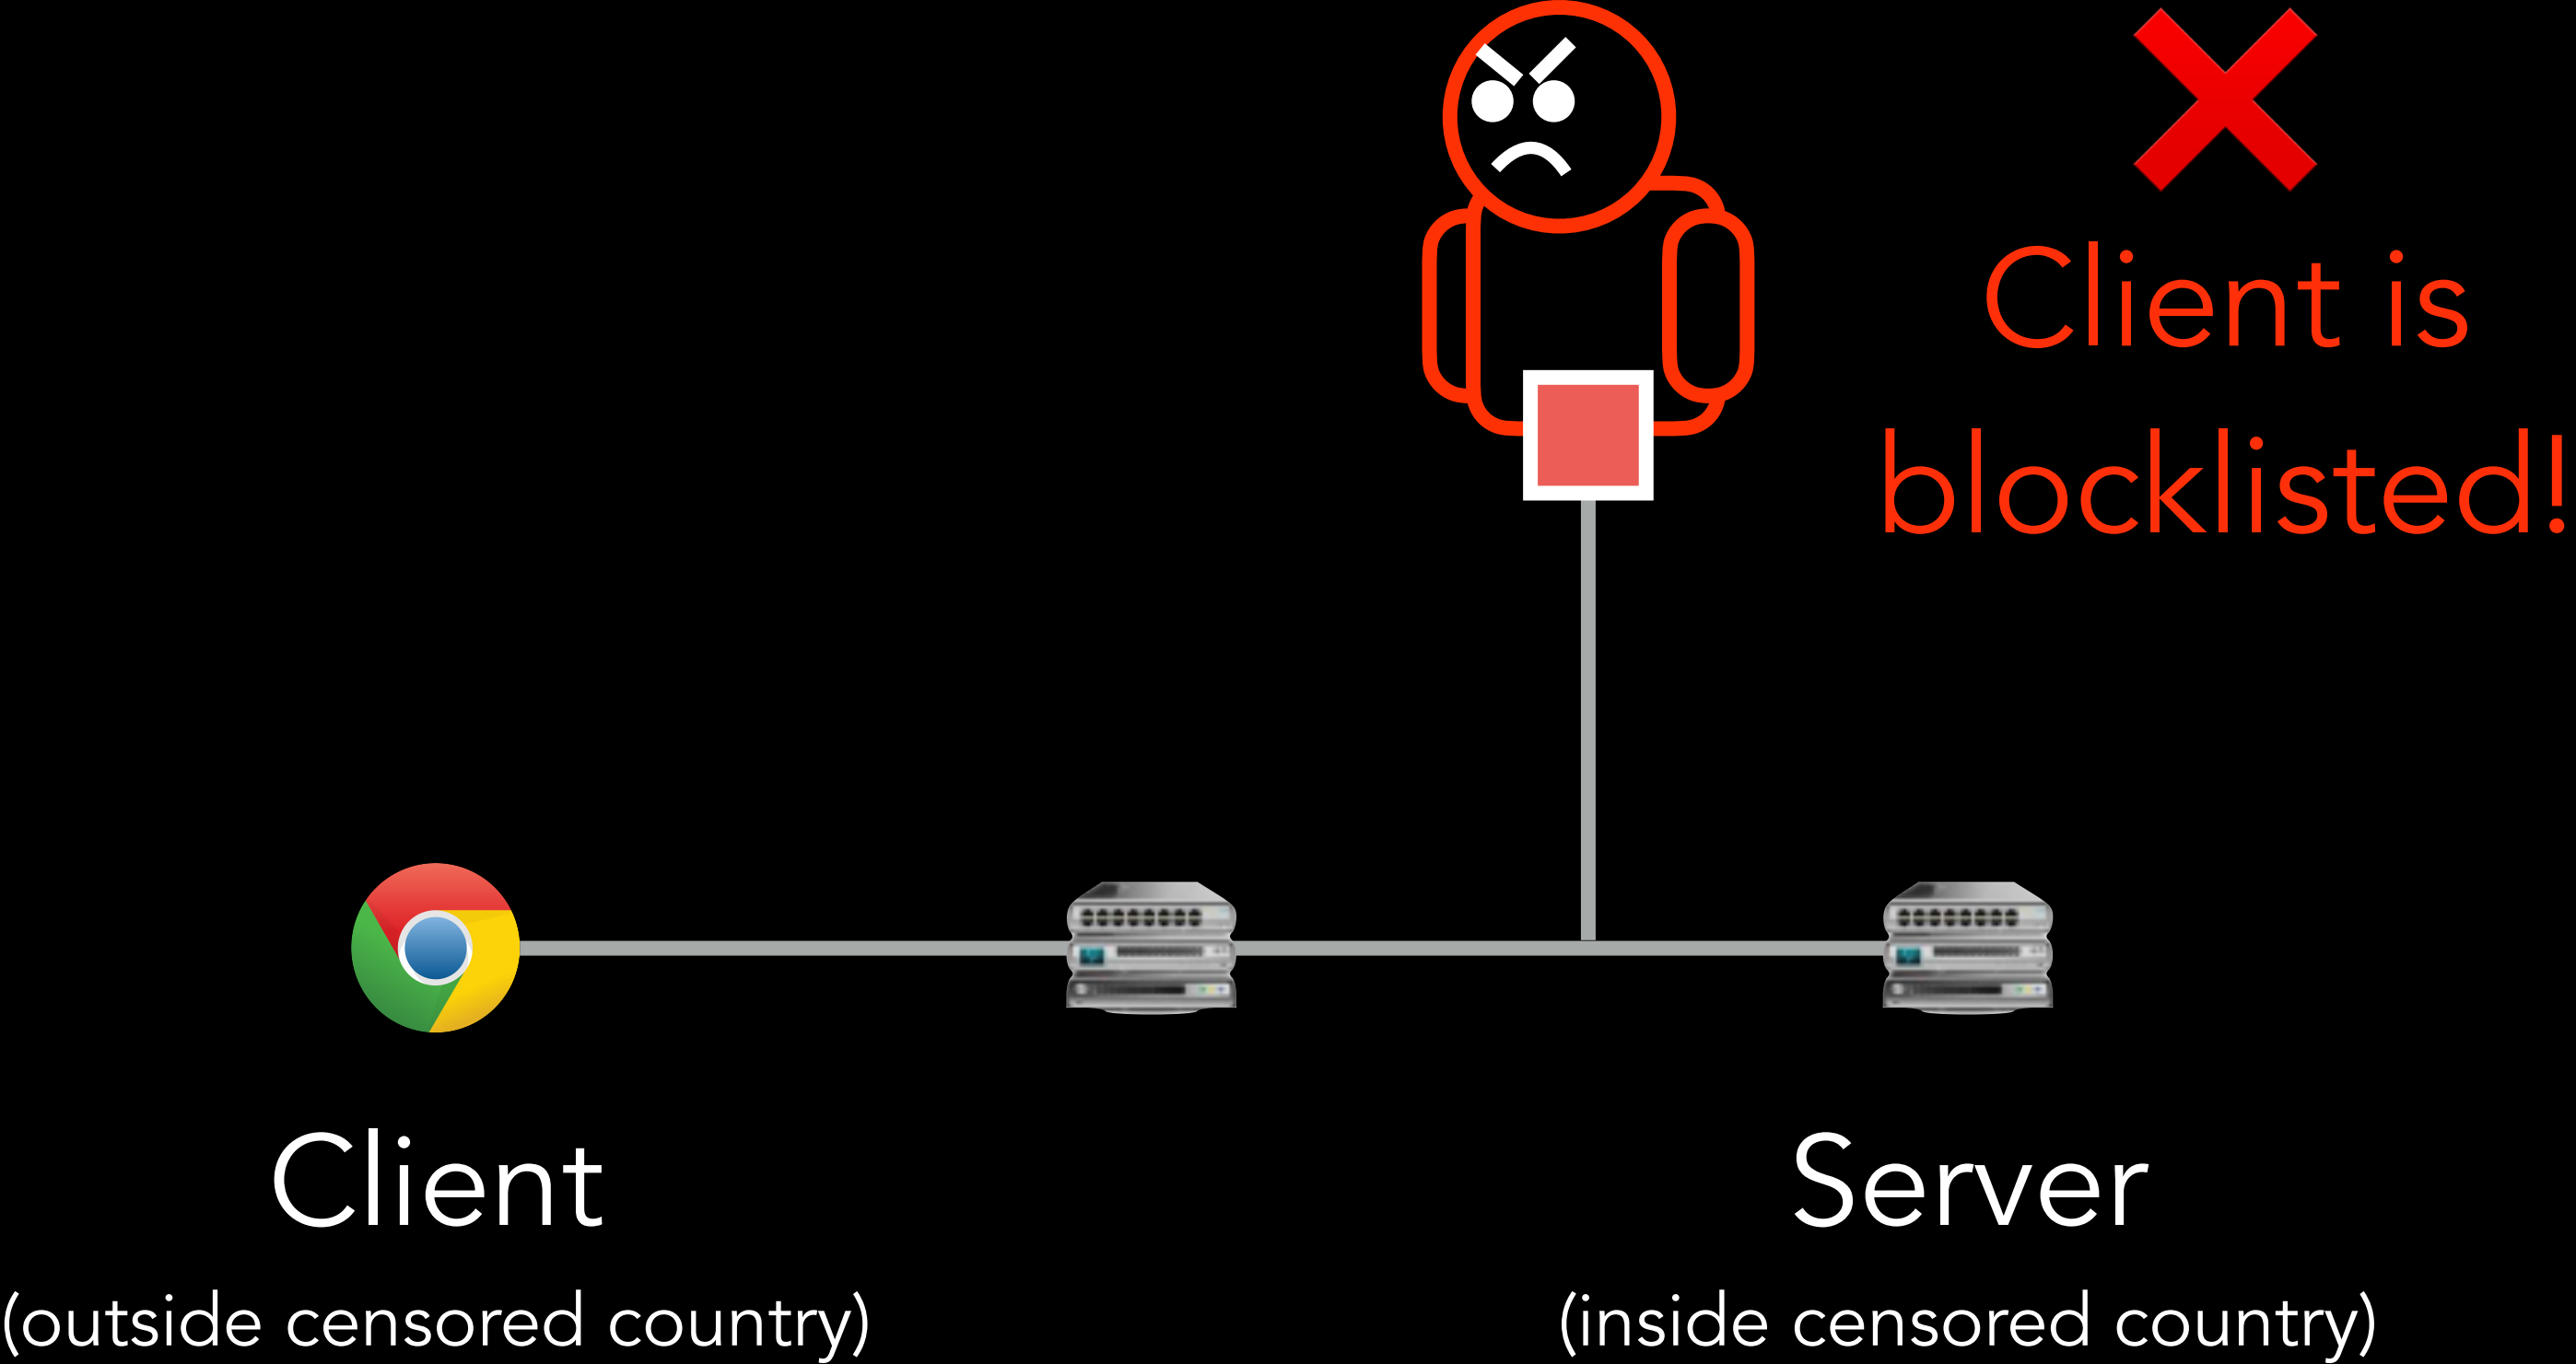 Client is
blocklisted!
Client
(outside censored country)
Server
(inside censored country)